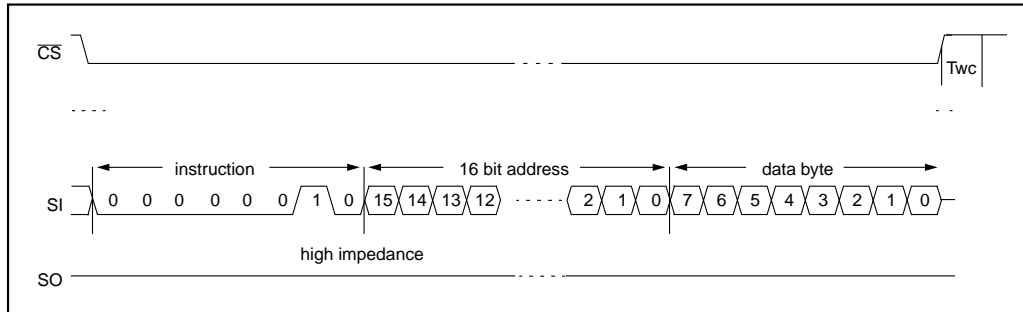 CS
Twc
instruction 16 bit address data byte
SI 0 0 0 0 0 0 1 0 15 14 13 12 2 1 0 7 6 5 4 3 2 1 0
high impedance
SO